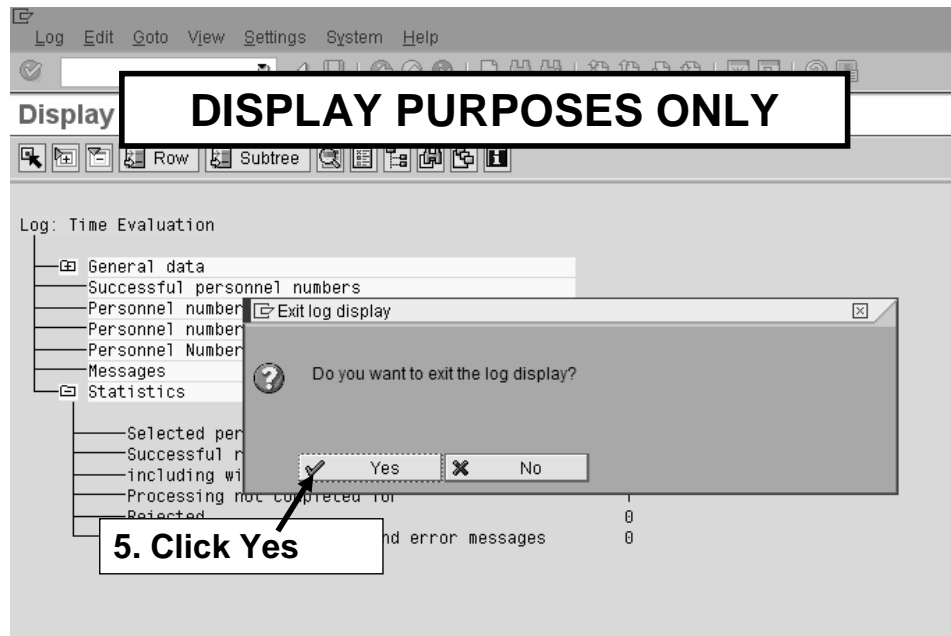 Log Edit Goto View Settings System Help
Display
DISPLAY PURPOSES ONLY
Row Subtree
Log: Time Evaluation
General data
Successful personnel numbers
Personnel number
Personnel number
Personnel Number
Messages
Statistics
Exit log display
Do you want to exit the log display?
Yes No
Selected per
Successful r
including wi
Processing not completed for 1
Rejected 0
nd error messages 0
5. Click Yes